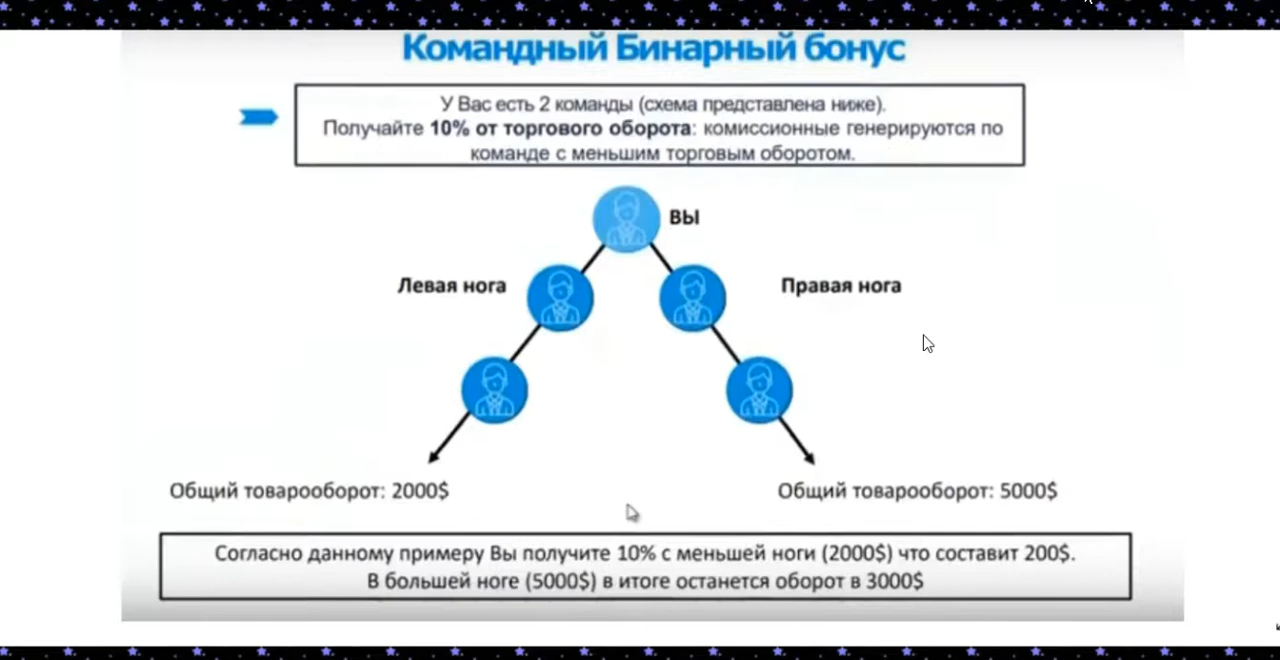 Командный Бинарный бонус
У Вас есть 2 команды (схема представлена ниже).
Получайте 10% от торгового оборота: комиссионные генерируются по
команде с меньшим торговым оборотом.
ВЫ
Левая нога
Правая нога
Общий товарооборот: 2000$
Общий товарооборот: 5000$
Согласно данному примеру Вы получите 10% с меньшей ноги (2000$) что составит 200$.
В большей ноге (5000$) в итоге останется оборот в 3000$